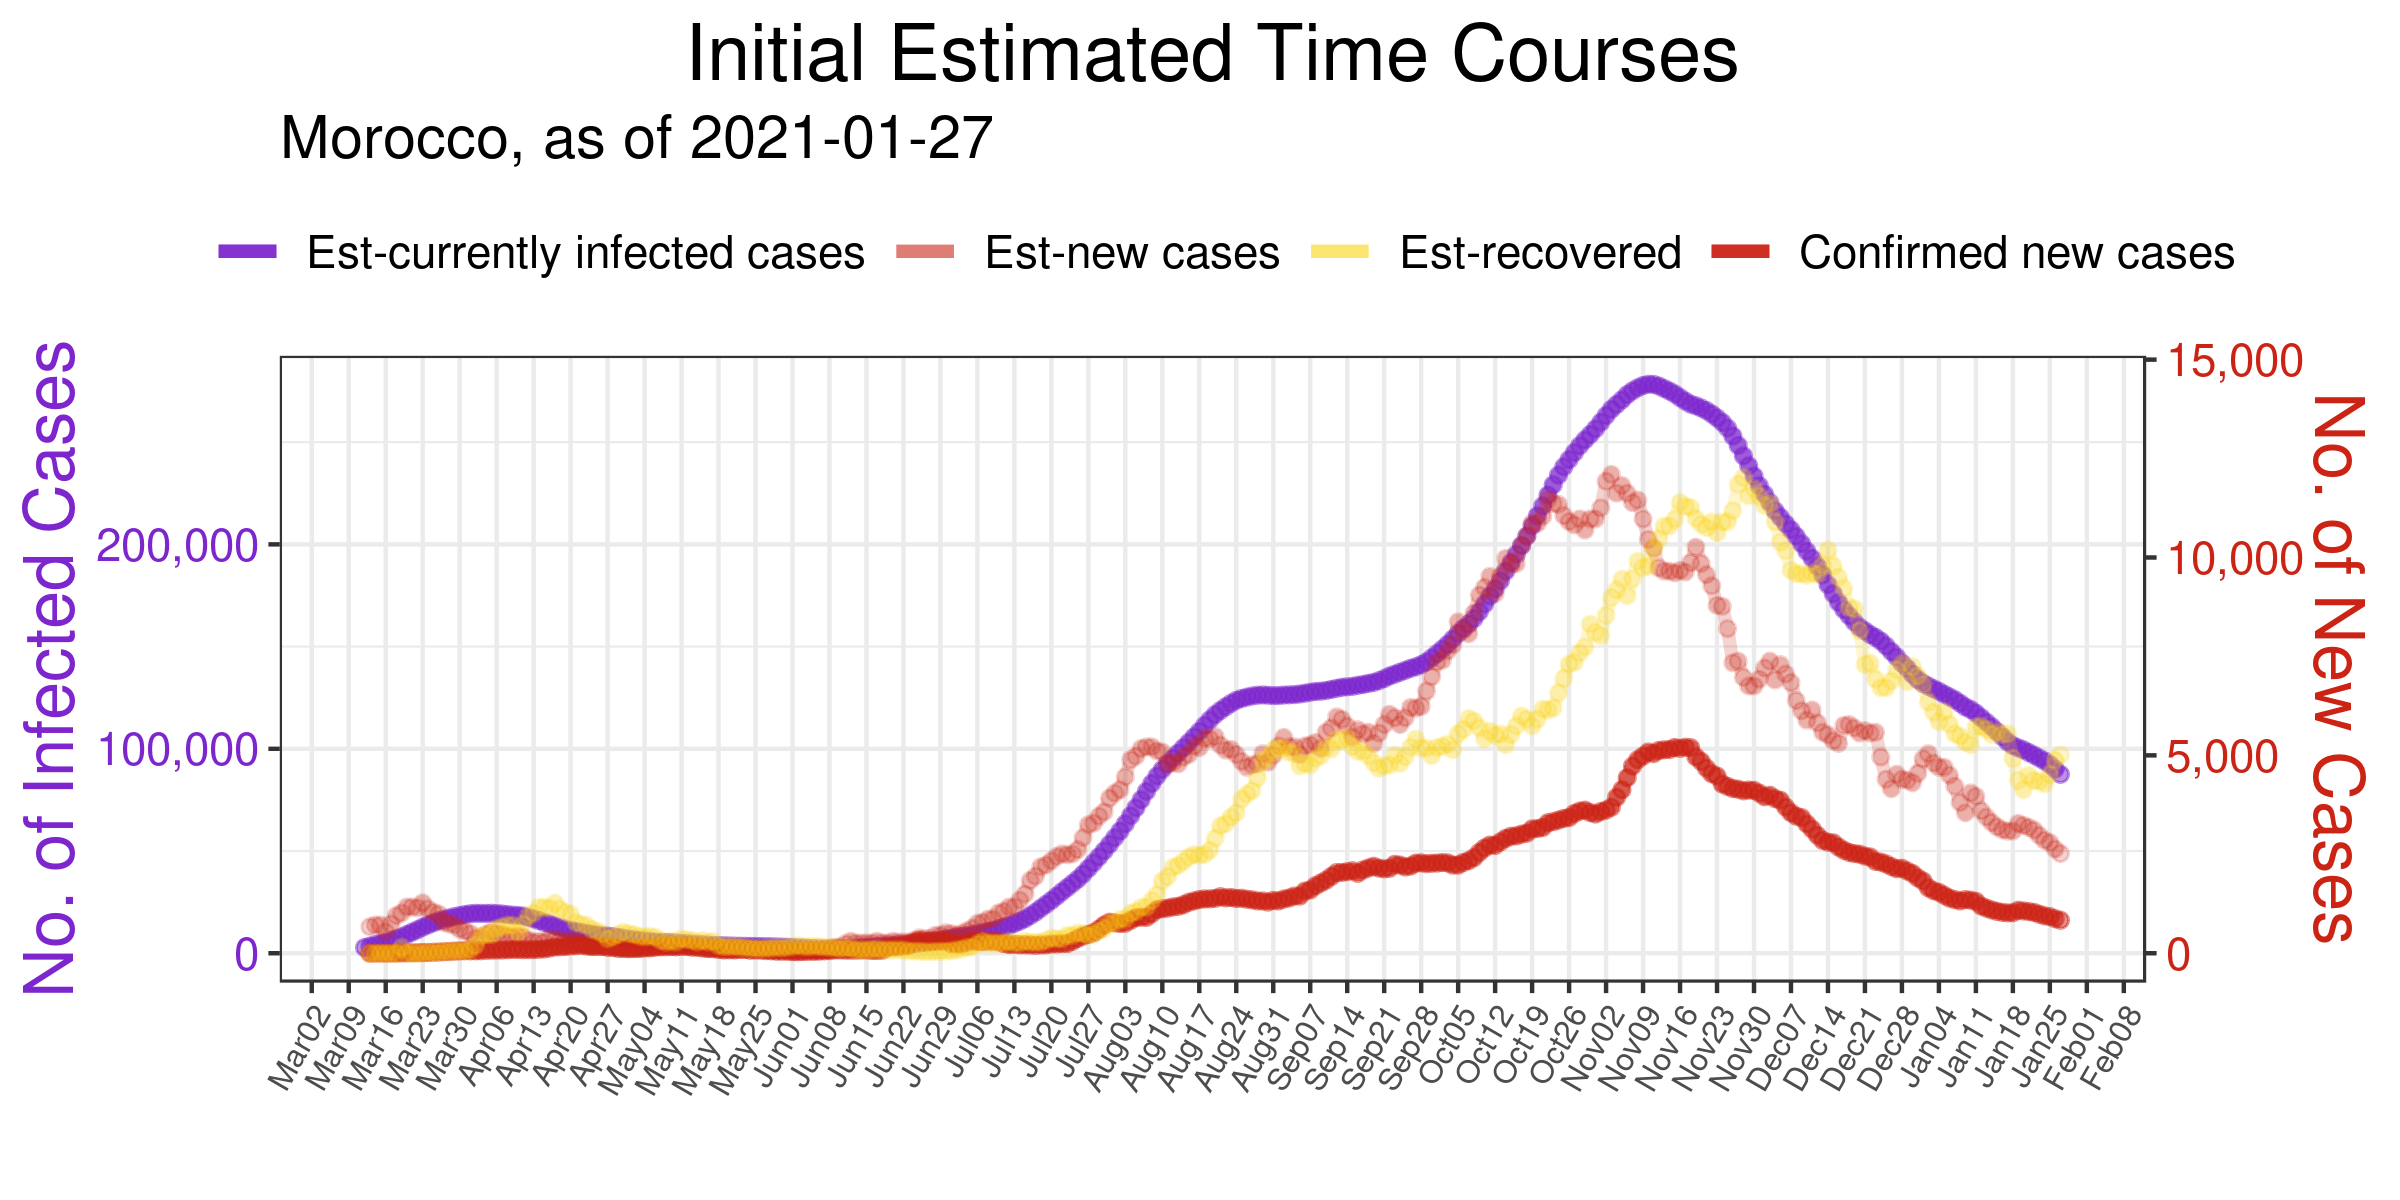 Initial Estimated Time Courses
Morocco, as of 2021-01-27
Est-currently infected cases Est-new cases Est-recovered Confirmed new cases
No. of Infected Cases
200,000
100,000
0
15,000
10,000
5,000
0
No. of New Cases
Mar02 Mar09 Mar16 Mar23 Mar30 Apr06 Apr13 Apr20 Apr27 May04 May11 May18 May25 Jun01 Jun08 Jun15 Jun22 Jun29 Jul06 Jul13 Jul20 Jul27 Aug03 Aug10 Aug17 Aug24 Aug31 Sep07 Sep14 Sep21 Sep28 Oct05 Oct12 Oct19 Oct26 Nov02 Nov09 Nov16 Nov23 Nov30 Dec07 Dec14 Dec21 Dec28 Jan04 Jan11 Jan18 Jan25 Feb01 Feb08